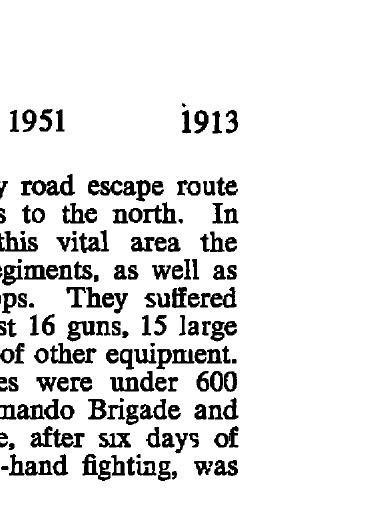 1951 1913
y road escape route
s to the north. In
this vital area the
egiments, as well as
ops. They suffered
st 16 guns, 15 large
of other equipment.
es were under 600
mando Brigade and
e, after six days of
-hand fighting, was